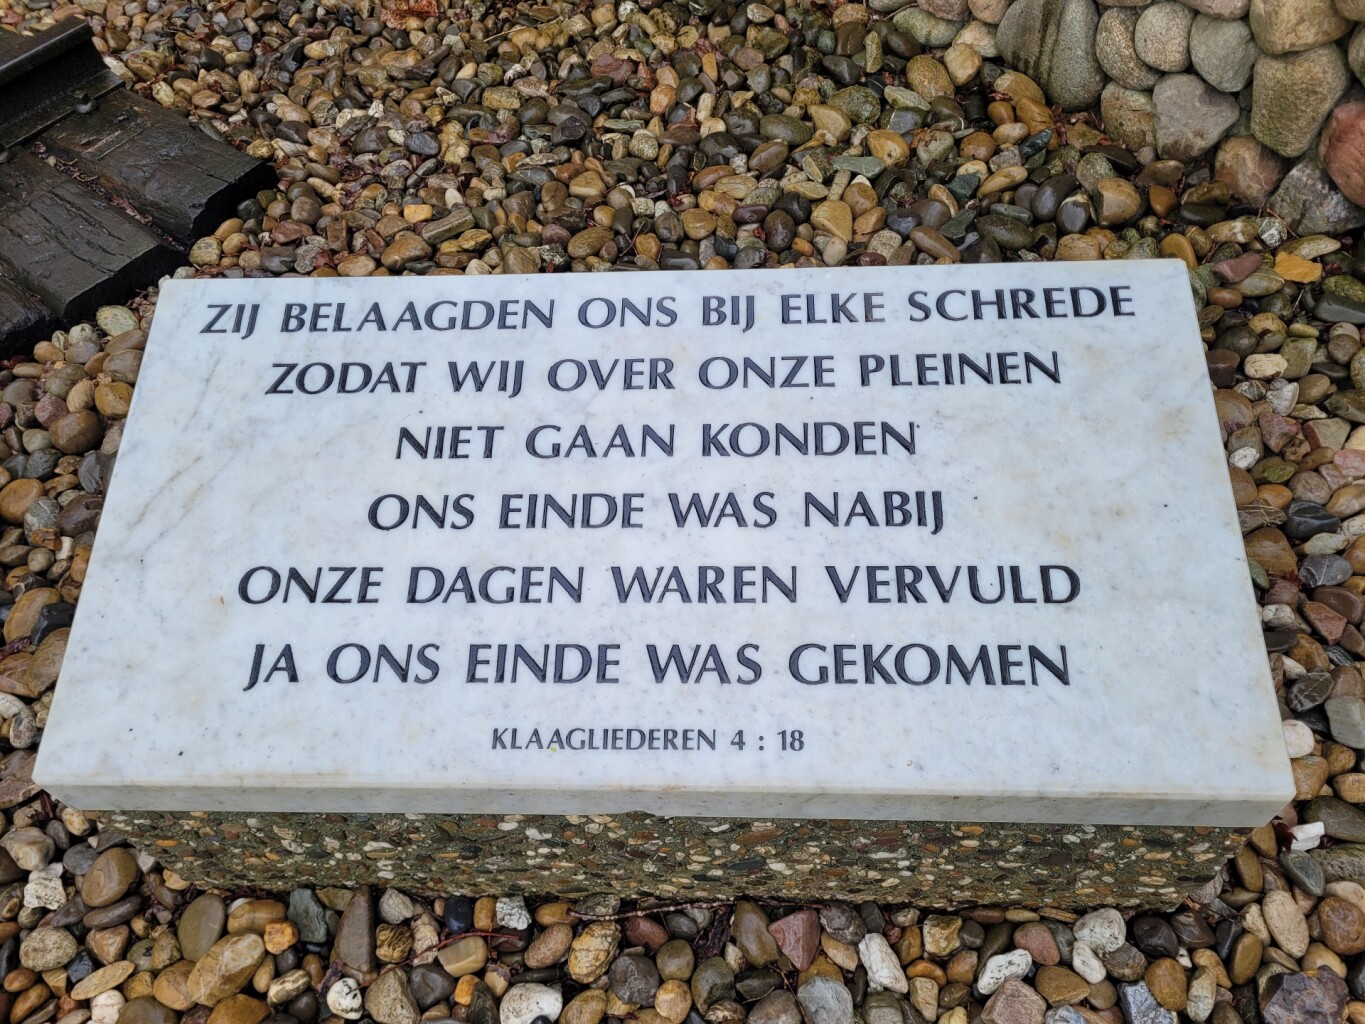 ZIJ BELAAGDEN ONS BIJ ELKE SCHREDE
ZODAT WIJ OVER ONZE PLEINEN
NIET GAAN KONDEN
ONS EINDE WAS NABIJ
ONZE DAGEN WAREN VERVULD
JA ONS EINDE WAS GEKOMEN
KLAAGLIEDEREN 4 : 18